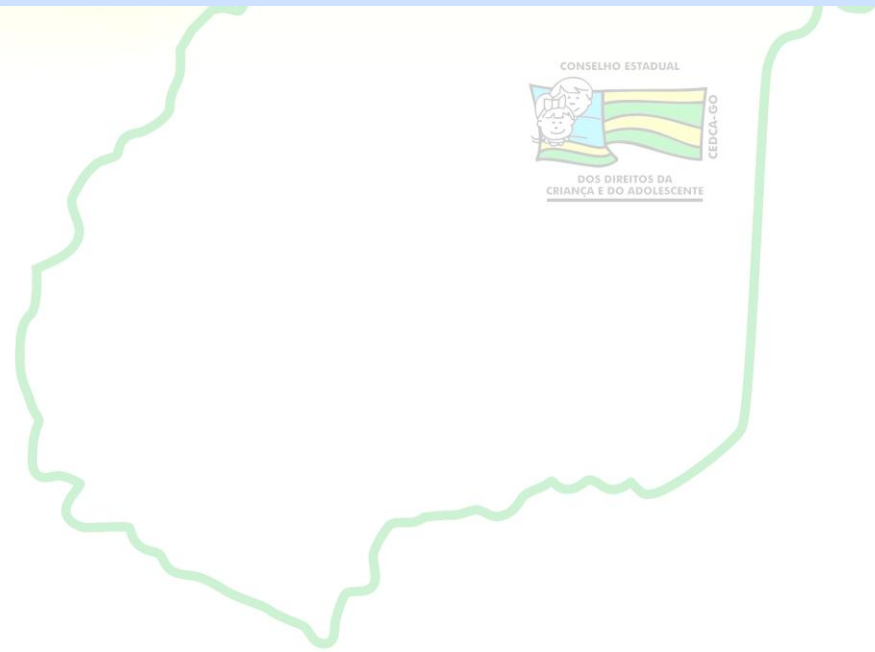 CONSELHO ESTADUAL
CEDCA-GO
DOS DIREITOS DA
CRIANÇA E DO ADOLESCENTE